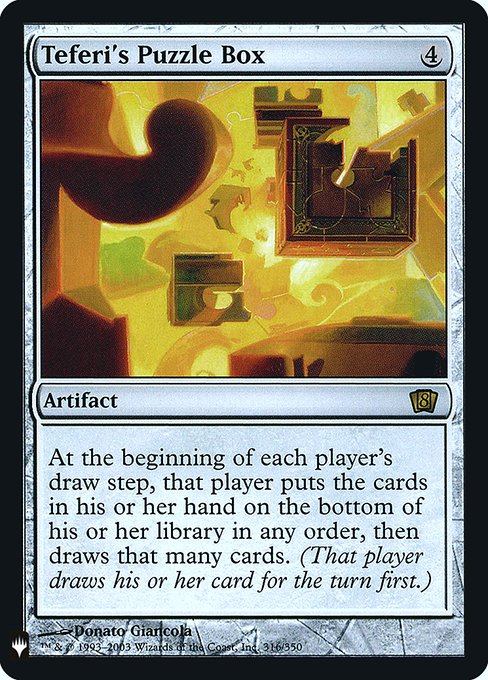 Teferi's Puzzle Box 4
Artifact 8
At the beginning of each player's
draw step, that player puts the cards
in his or her hand on the bottom of
his or her library in any order, then
draws that many cards. (That player
draws his or her card for the turn first.)
Donato Giancola
™ & © 1993–2003 Wizards of the Coast, Inc. 316/350